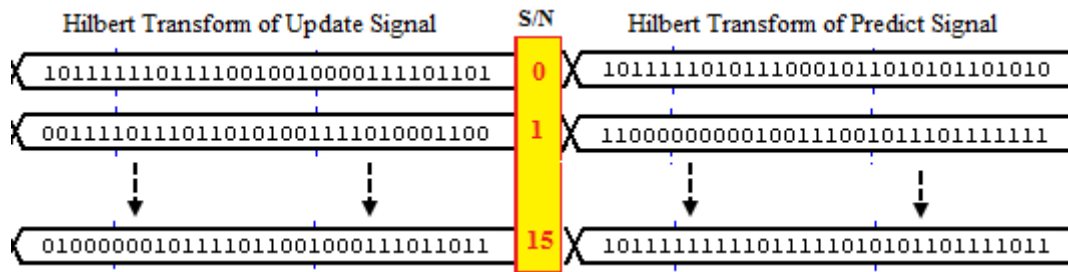 Hilbert Transform of Update Signal S/N Hilbert Transform of Predict Signal
10111111011110010010000111101101 0 10111110101110001011010101101010
00111101110110101001111010001100 1 11000000000100111001011101111111
01000000101111011001000111011011 15 10111111111011111010101101111011